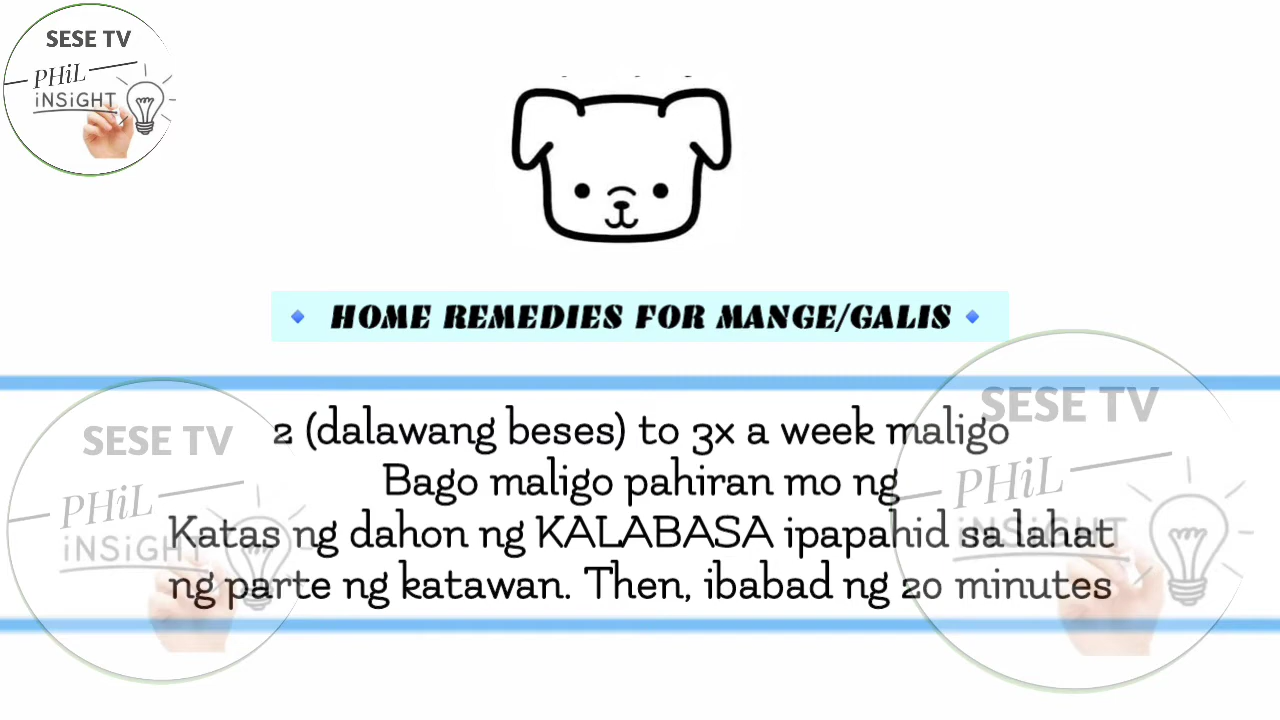 SESE TV
PHiL
iNSiGHT
HOME REMEDIES FOR MANGE/GALIS
2 (dalawang beses) to 3x a week maligo
Bago maligo pahiran mo ng
Katas ng dahon ng KALABASA ipapahid sa lahat
ng parte ng katawan. Then, ibabad ng 20 minutes
SESE TV
PHiL
iNSiGHT
SESE TV
PHiL
iNSiGHT